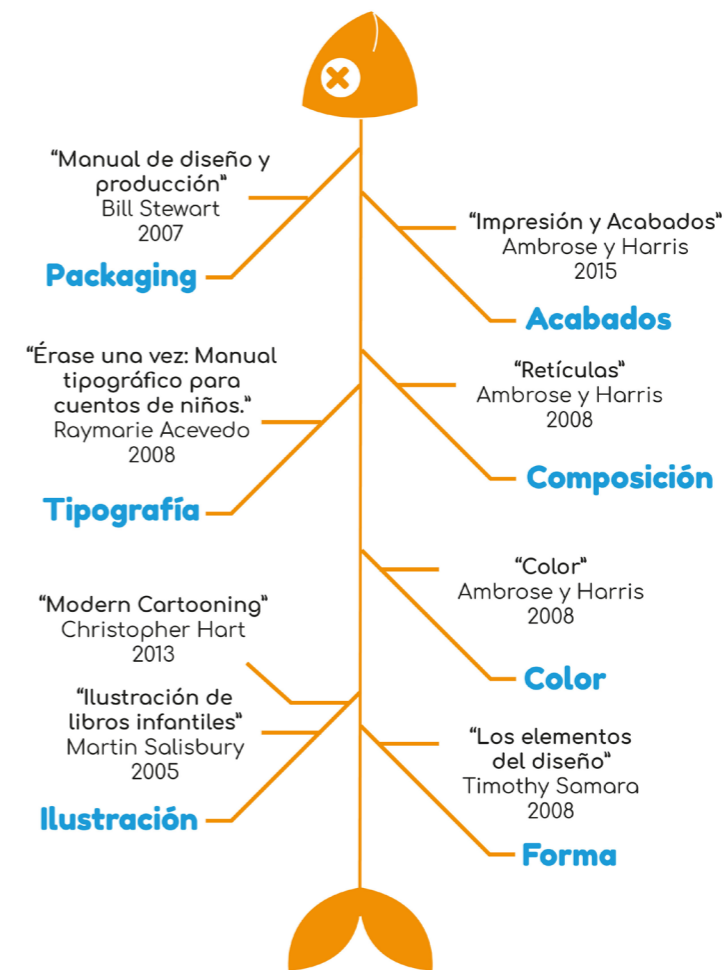 “Manual de diseño y
producción”
Bill Stewart
2007
Packaging
“Impresión y Acabados”
Ambrose y Harris
2015
Acabados
“Érase una vez: Manual
tipográfico para
cuentos de niños.”
Raymarie Acevedo
2008
Tipografía
“Retículas”
Ambrose y Harris
2008
Composición
“Color”
Ambrose y Harris
2008
Color
“Modern Cartooning”
Christopher Hart
2013
“Ilustración de
libros infantiles”
Martin Salisbury
2005
Ilustración
“Los elementos
del diseño”
Timothy Samara
2008
Forma